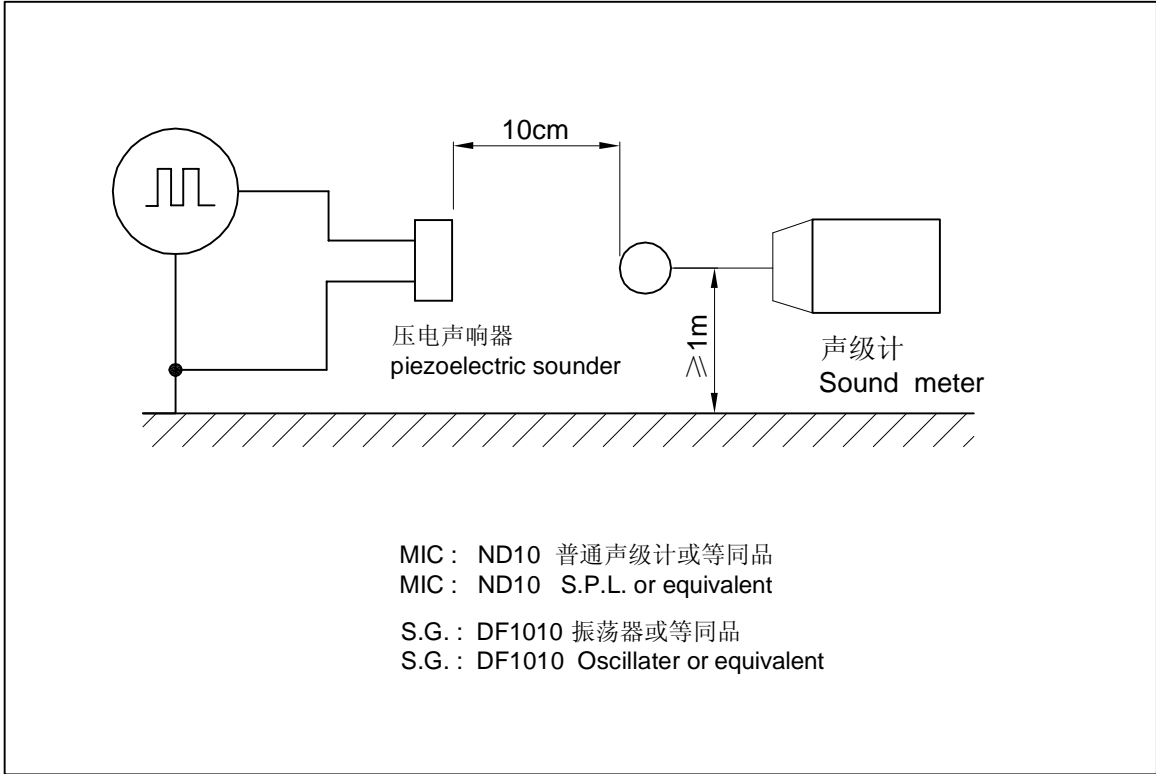 10cm
压电声响器
piezoelectric sounder
≥1m
声级计
Sound meter
MIC : ND10 普通声级计或等同品
MIC : ND10 S.P.L. or equivalent
S.G. : DF1010 振荡器或等同品
S.G. : DF1010 Oscillater or equivalent